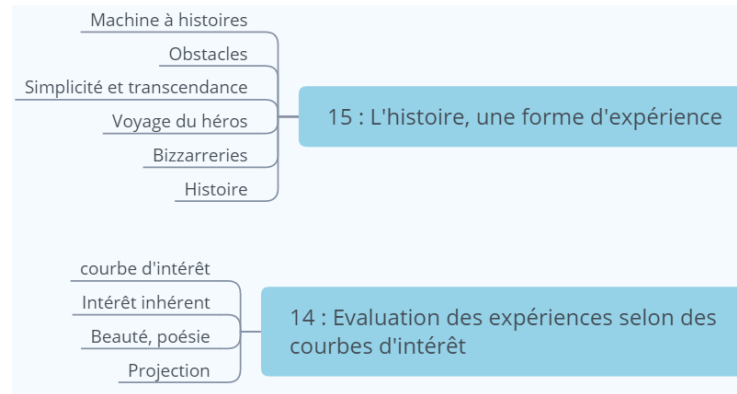 Machine à histoires
Obstacles
Simplicité et transcendance
Voyage du héros
Bizzarreries
Histoire
15 : L'histoire, une forme d'expérience
courbe d'intérêt
Intérêt inhérent
Beauté, poésie
Projection
14 : Evaluation des expériences selon des
courbes d'intérêt